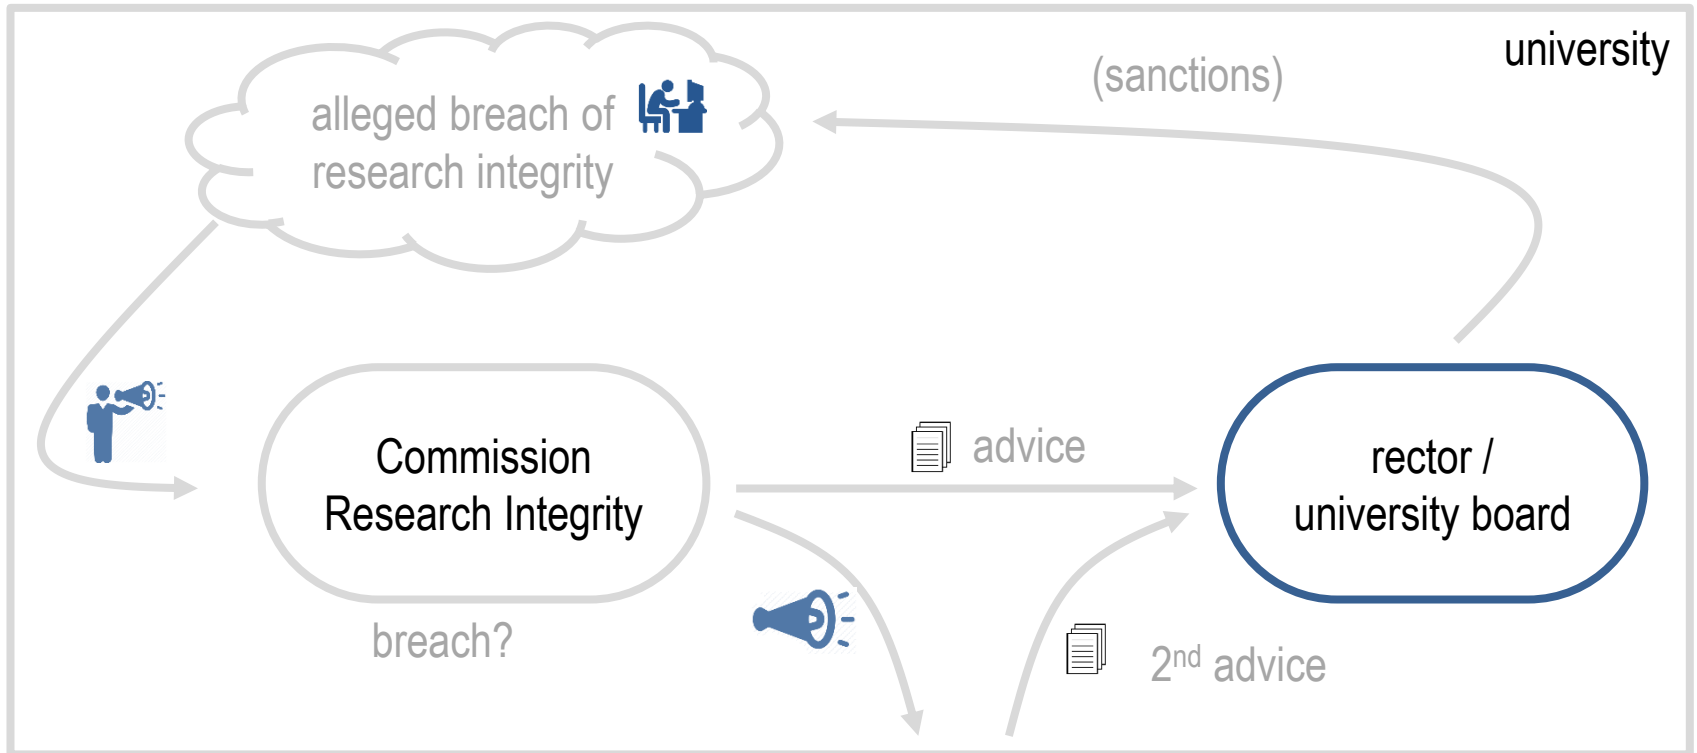 university
(sanctions)
alleged breach of
research integrity
Commission
Research Integrity
advice
rector /
university board
breach?
2nd advice